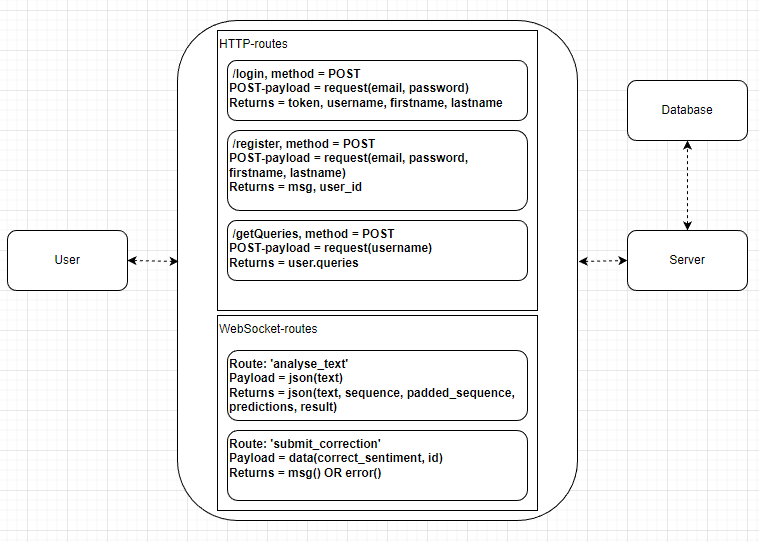 HTTP-routes
/login, method = POST
POST-payload = request(email, password)
Returns = token, username, firstname, lastname
/register, method = POST
POST-payload = request(email, password,
firstname, lastname)
Returns = msg, user_id
/getQueries, method = POST
POST-payload = request(username)
Returns = user.queries
User
Database
Server
WebSocket-routes
Route: 'analyse_text'
Payload = json(text)
Returns = json(text, sequence, padded_sequence,
predictions, result)
Route: 'submit_correction'
Payload = data(correct_sentiment, id)
Returns = msg() OR error()